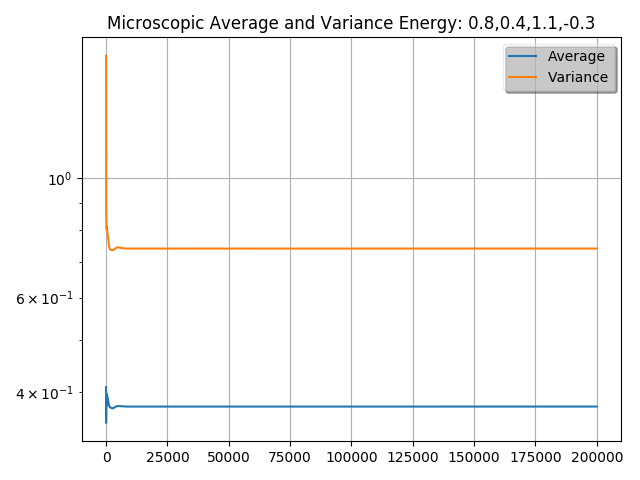 Microscopic Average and Variance Energy: 0.8,0.4,1.1,-0.3
Average
Variance
10⁰
6 × 10⁻¹
4 × 10⁻¹
0 25000 50000 75000 100000 125000 150000 175000 200000